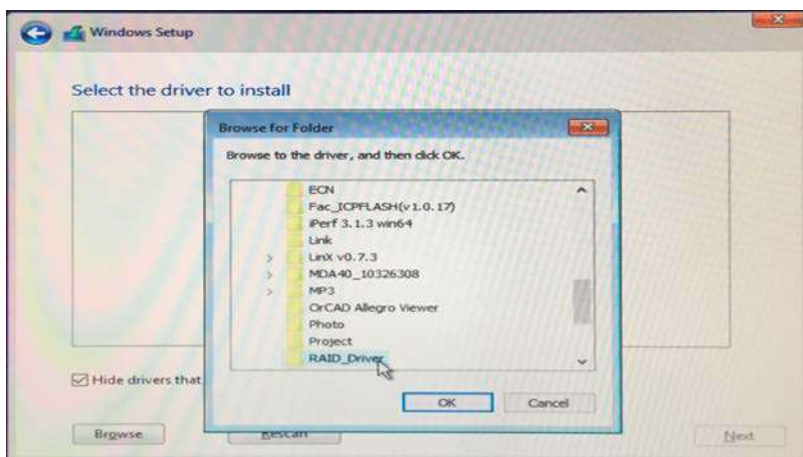 Windows Setup
Select the driver to install
Browse for Folder
Browse to the driver, and then click OK.
ECN
Fac_ICPFLASH(v1.0.17)
iPerf 3.1.3 win64
Link
LinX v0.7.3
MDA40_10326308
MP3
OrCAD Allegro Viewer
Photo
Project
RAID_Driver
Hide drivers that
OK
Cancel
Browse
Rescan
Next